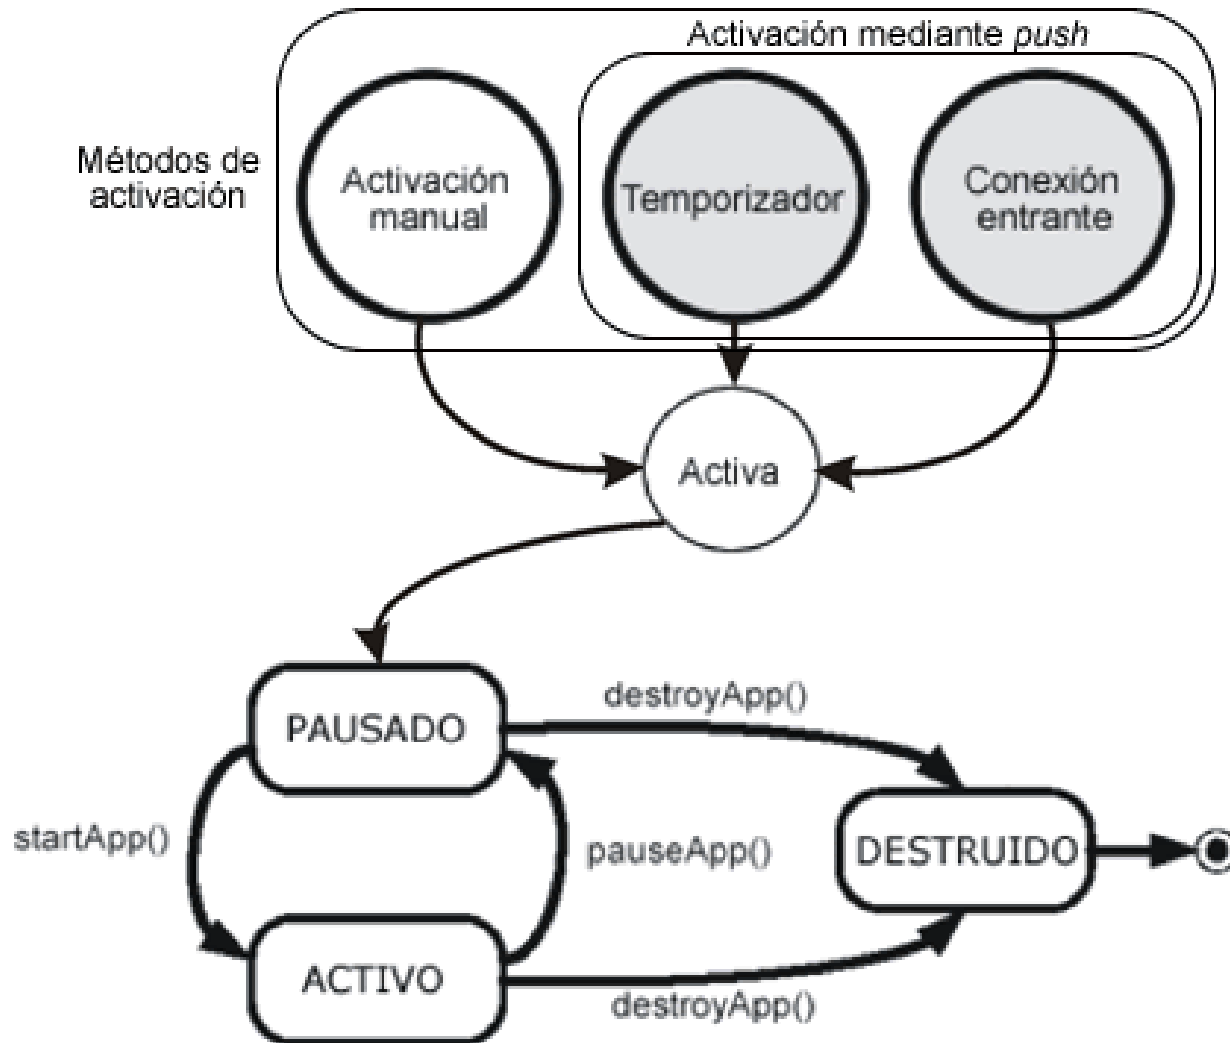 Activación mediante push
Métodos de
activación
Activación
manual
Temporizador
Conexión
entrante
Activa
PAUSADO
destroyApp()
startApp()
pauseApp()
DESTRUIDO
ACTIVO
destroyApp()